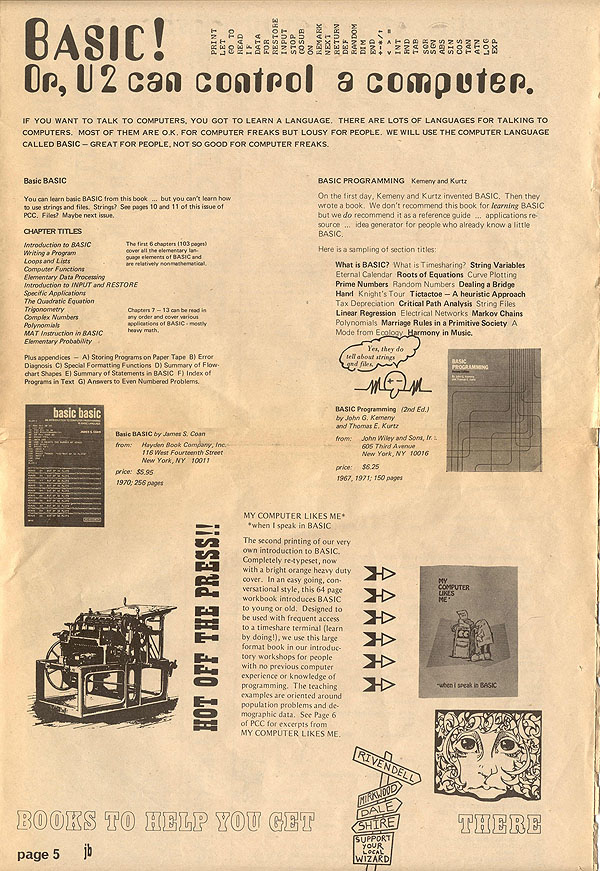 BASIC!
Or, U 2 can control a computer.
PRINT
LET
GO TO
READ
IF
DATA
FOR
RESTORE
INPUT
STOP
GOSUB
ON
REMARK
NEXT
RETURN
DEF
RANDOM
DIM
END
INT
RND
TAB
SQR
SGN
ABS
SIN
COS
TAN
ATN
LOG
EXP
IF YOU WANT TO TALK TO COMPUTERS, YOU GOT TO LEARN A LANGUAGE. THERE ARE LOTS OF LANGUAGES FOR TALKING TO
COMPUTERS. MOST OF THEM ARE O.K. FOR COMPUTER FREAKS BUT LOUSY FOR PEOPLE. WE WILL USE THE COMPUTER LANGUAGE
CALLED BASIC — GREAT FOR PEOPLE, NOT SO GOOD FOR COMPUTER FREAKS.
Basic BASIC
You can learn basic BASIC from this book ... but you can't learn how
to use strings and files. Strings? See pages 10 and 11 of this issue of
PCC. Files? Maybe next issue.
CHAPTER TITLES
Introduction to BASIC
Writing a Program
Loops and Lists
Computer Functions
Elementary Data Processing
Introduction to INPUT and RESTORE
Specific Applications
The Quadratic Equation
Trigonometry
Complex Numbers
Polynomials
MAT Instruction in BASIC
Elementary Probability
The first 6 chapters (103 pages)
cover all the elementary lan-
guage elements of BASIC and
are relatively nonmathematical.
Chapters 7 – 13 can be read in
any order and cover various
applications of BASIC - mostly
heavy math.
Plus appendices — A) Storing Programs on Paper Tape B) Error
Diagnosis C) Special Formatting Functions D) Summary of Flow-
chart Shapes E) Summary of Statements in BASIC F) Index of
Programs in Text G) Answers to Even Numbered Problems.
basic basic
JAMES S. COAN
Basic BASIC by James S. Coan
from: Hayden Book Company, Inc.
116 West Fourteenth Street
New York, NY 10011
price: $5.95
1970; 256 pages
BASIC PROGRAMMING Kemeny and Kurtz
On the first day, Kemeny and Kurtz invented BASIC. Then they
wrote a book. We don't recommend this book for learning BASIC
but we do recommend it as a reference guide ... applications re-
source ... idea generator for people who already know a little
BASIC.
Here is a sampling of section titles:
What is BASIC? What is Timesharing? String Variables
Eternal Calendar Roots of Equations Curve Plotting
Prime Numbers Random Numbers Dealing a Bridge
Hand Knight's Tour Tictactoe — A heuristic Approach
Tax Depreciation Critical Path Analysis String Files
Linear Regression Electrical Networks Markov Chains
Polynomials Marriage Rules in a Primitive Society A
Mode from Ecology Harmony in Music.
Yes, they do
tell about strings
and files.
BASIC Programming (2nd Ed.)
by John G. Kemeny
and Thomas E. Kurtz
from: John Wiley and Sons, Inc.
605 Third Avenue
New York, NY 10016
price: $6.25
1967, 1971; 150 pages
BASIC
PROGRAMMING
HOT OFF THE PRESS!!
MY COMPUTER LIKES ME*
*when I speak in BASIC
The second printing of our very
own introduction to BASIC.
Completely re-typeset, now
with a bright orange heavy duty
cover. In an easy going, con-
versational style, this 64 page
workbook introduces BASIC
to young or old. Designed to
be used with frequent access
to a timeshare terminal (learn
by doing!), we use this large
format book in our introduc-
tory workshops for people
with no previous computer
experience or knowledge of
programming. The teaching
examples are oriented around
population problems and de-
mographic data. See Page 6
of PCC for excerpts from
MY COMPUTER LIKES ME.
MY
COMPUTER
LIKES
ME*
*when I speak in BASIC
RIVENDELL
MIRKWOOD
DALE
SHIRE
SUPPORT
YOUR
LOCAL
WIZARD
BOOKS TO HELP YOU GET THERE
page 5 jb